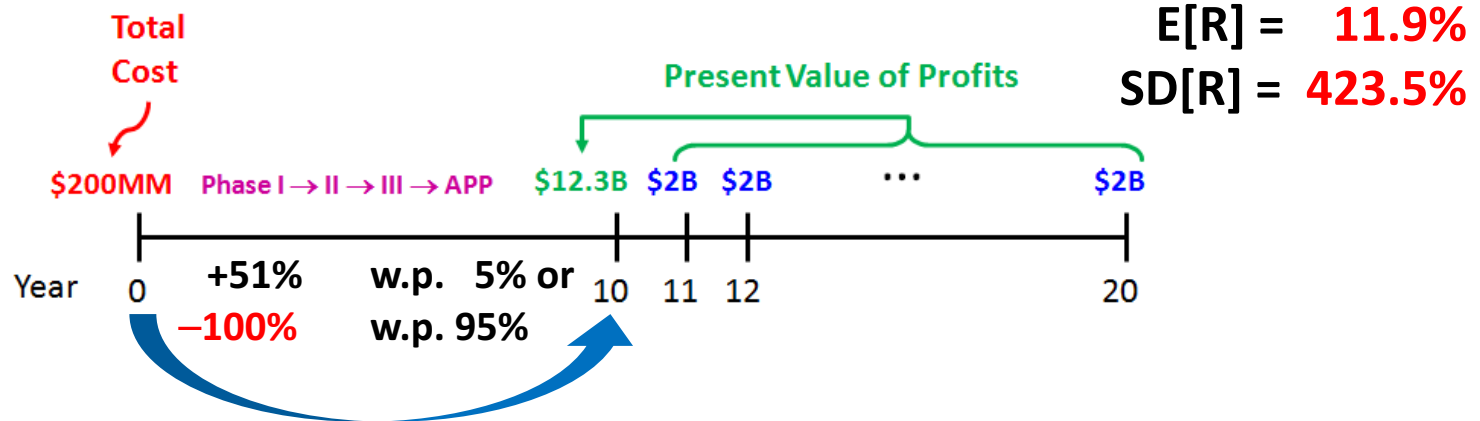 E[R] = 11.9%
SD[R] = 423.5%
Total
Cost
Present Value of Profits
$200MM Phase I → II → III → APP $12.3B $2B $2B ... $2B
Year 0 10 11 12 20
+51% w.p. 5% or
–100% w.p. 95%